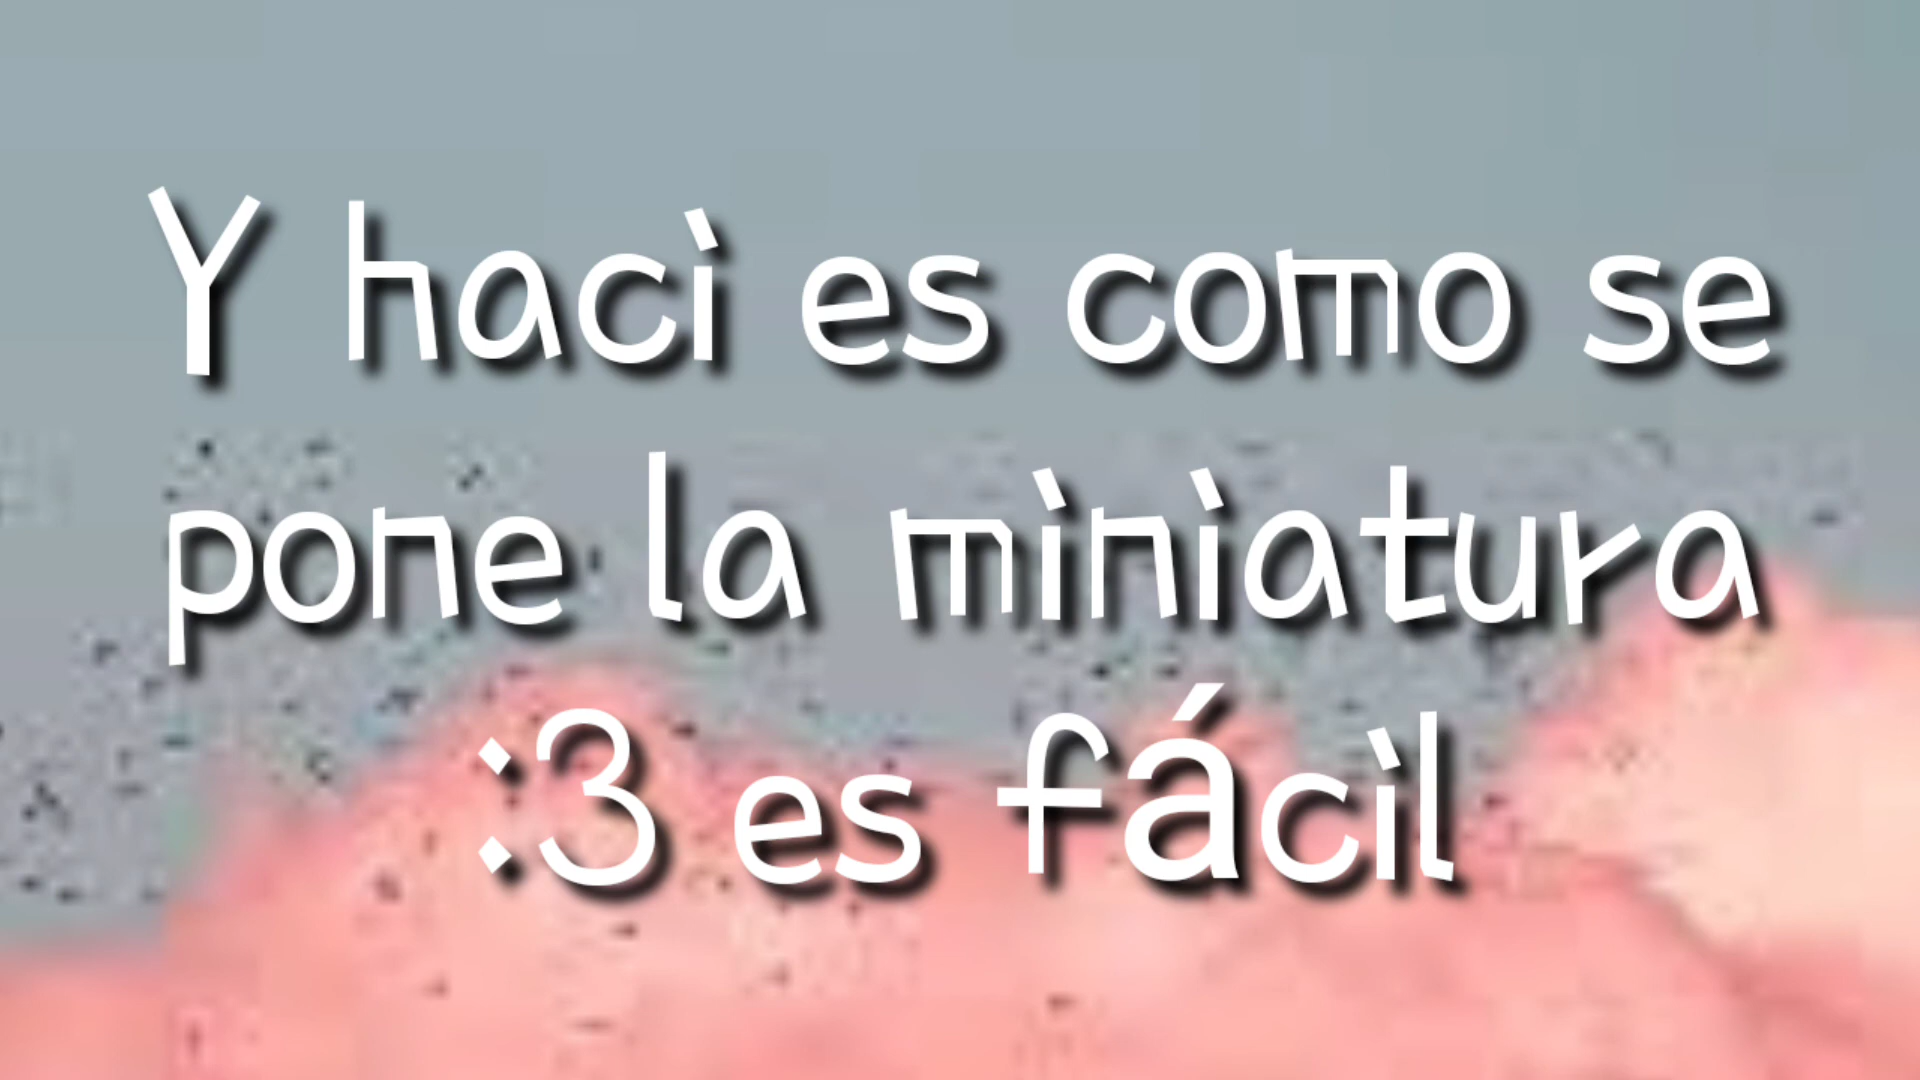 Y haci es como se
pone la miniatura
:3 es fácil